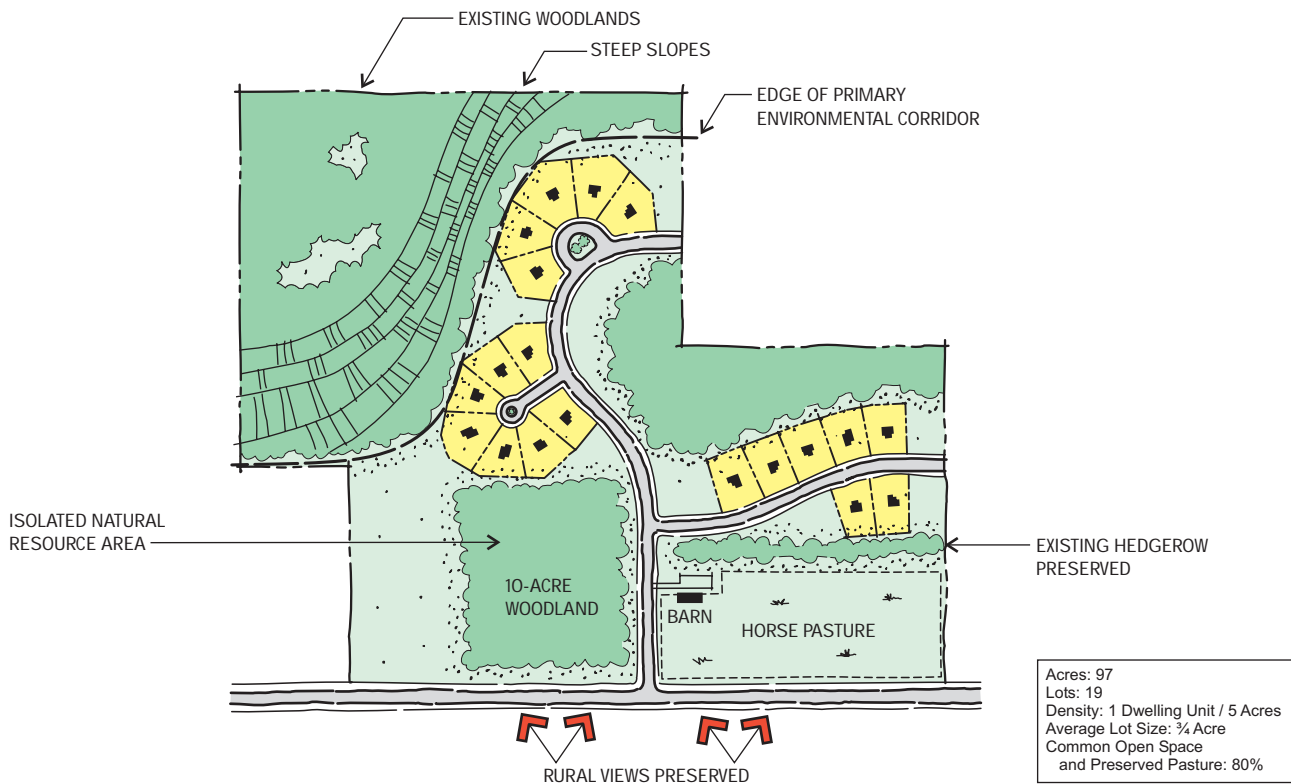 EXISTING WOODLANDS
STEEP SLOPES
EDGE OF PRIMARY
ENVIRONMENTAL CORRIDOR
ISOLATED NATURAL
RESOURCE AREA
10-ACRE
WOODLAND
BARN
HORSE PASTURE
EXISTING HEDGEROW
PRESERVED
RURAL VIEWS PRESERVED
Acres: 97
Lots: 19
Density: 1 Dwelling Unit / 5 Acres
Average Lot Size: ¾ Acre
Common Open Space
and Preserved Pasture: 80%